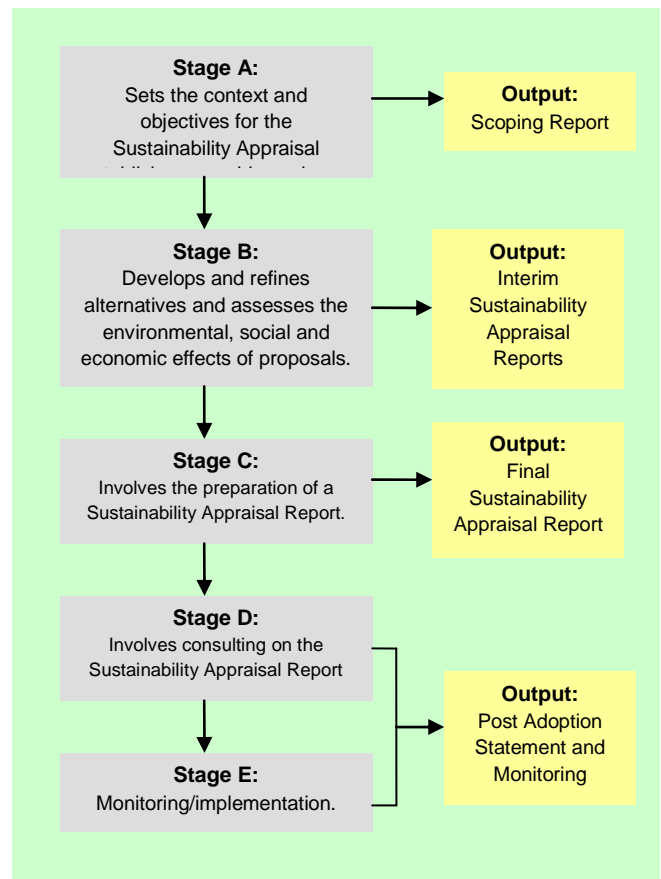 Stage A:
Sets the context and
objectives for the
Sustainability Appraisal
Output:
Scoping Report
Stage B:
Develops and refines
alternatives and assesses the
environmental, social and
economic effects of proposals.
Output:
Interim
Sustainability
Appraisal
Reports
Stage C:
Involves the preparation of a
Sustainability Appraisal Report.
Output:
Final
Sustainability
Appraisal Report
Stage D:
Involves consulting on the
Sustainability Appraisal Report
Output:
Post Adoption
Statement and
Monitoring
Stage E:
Monitoring/implementation.